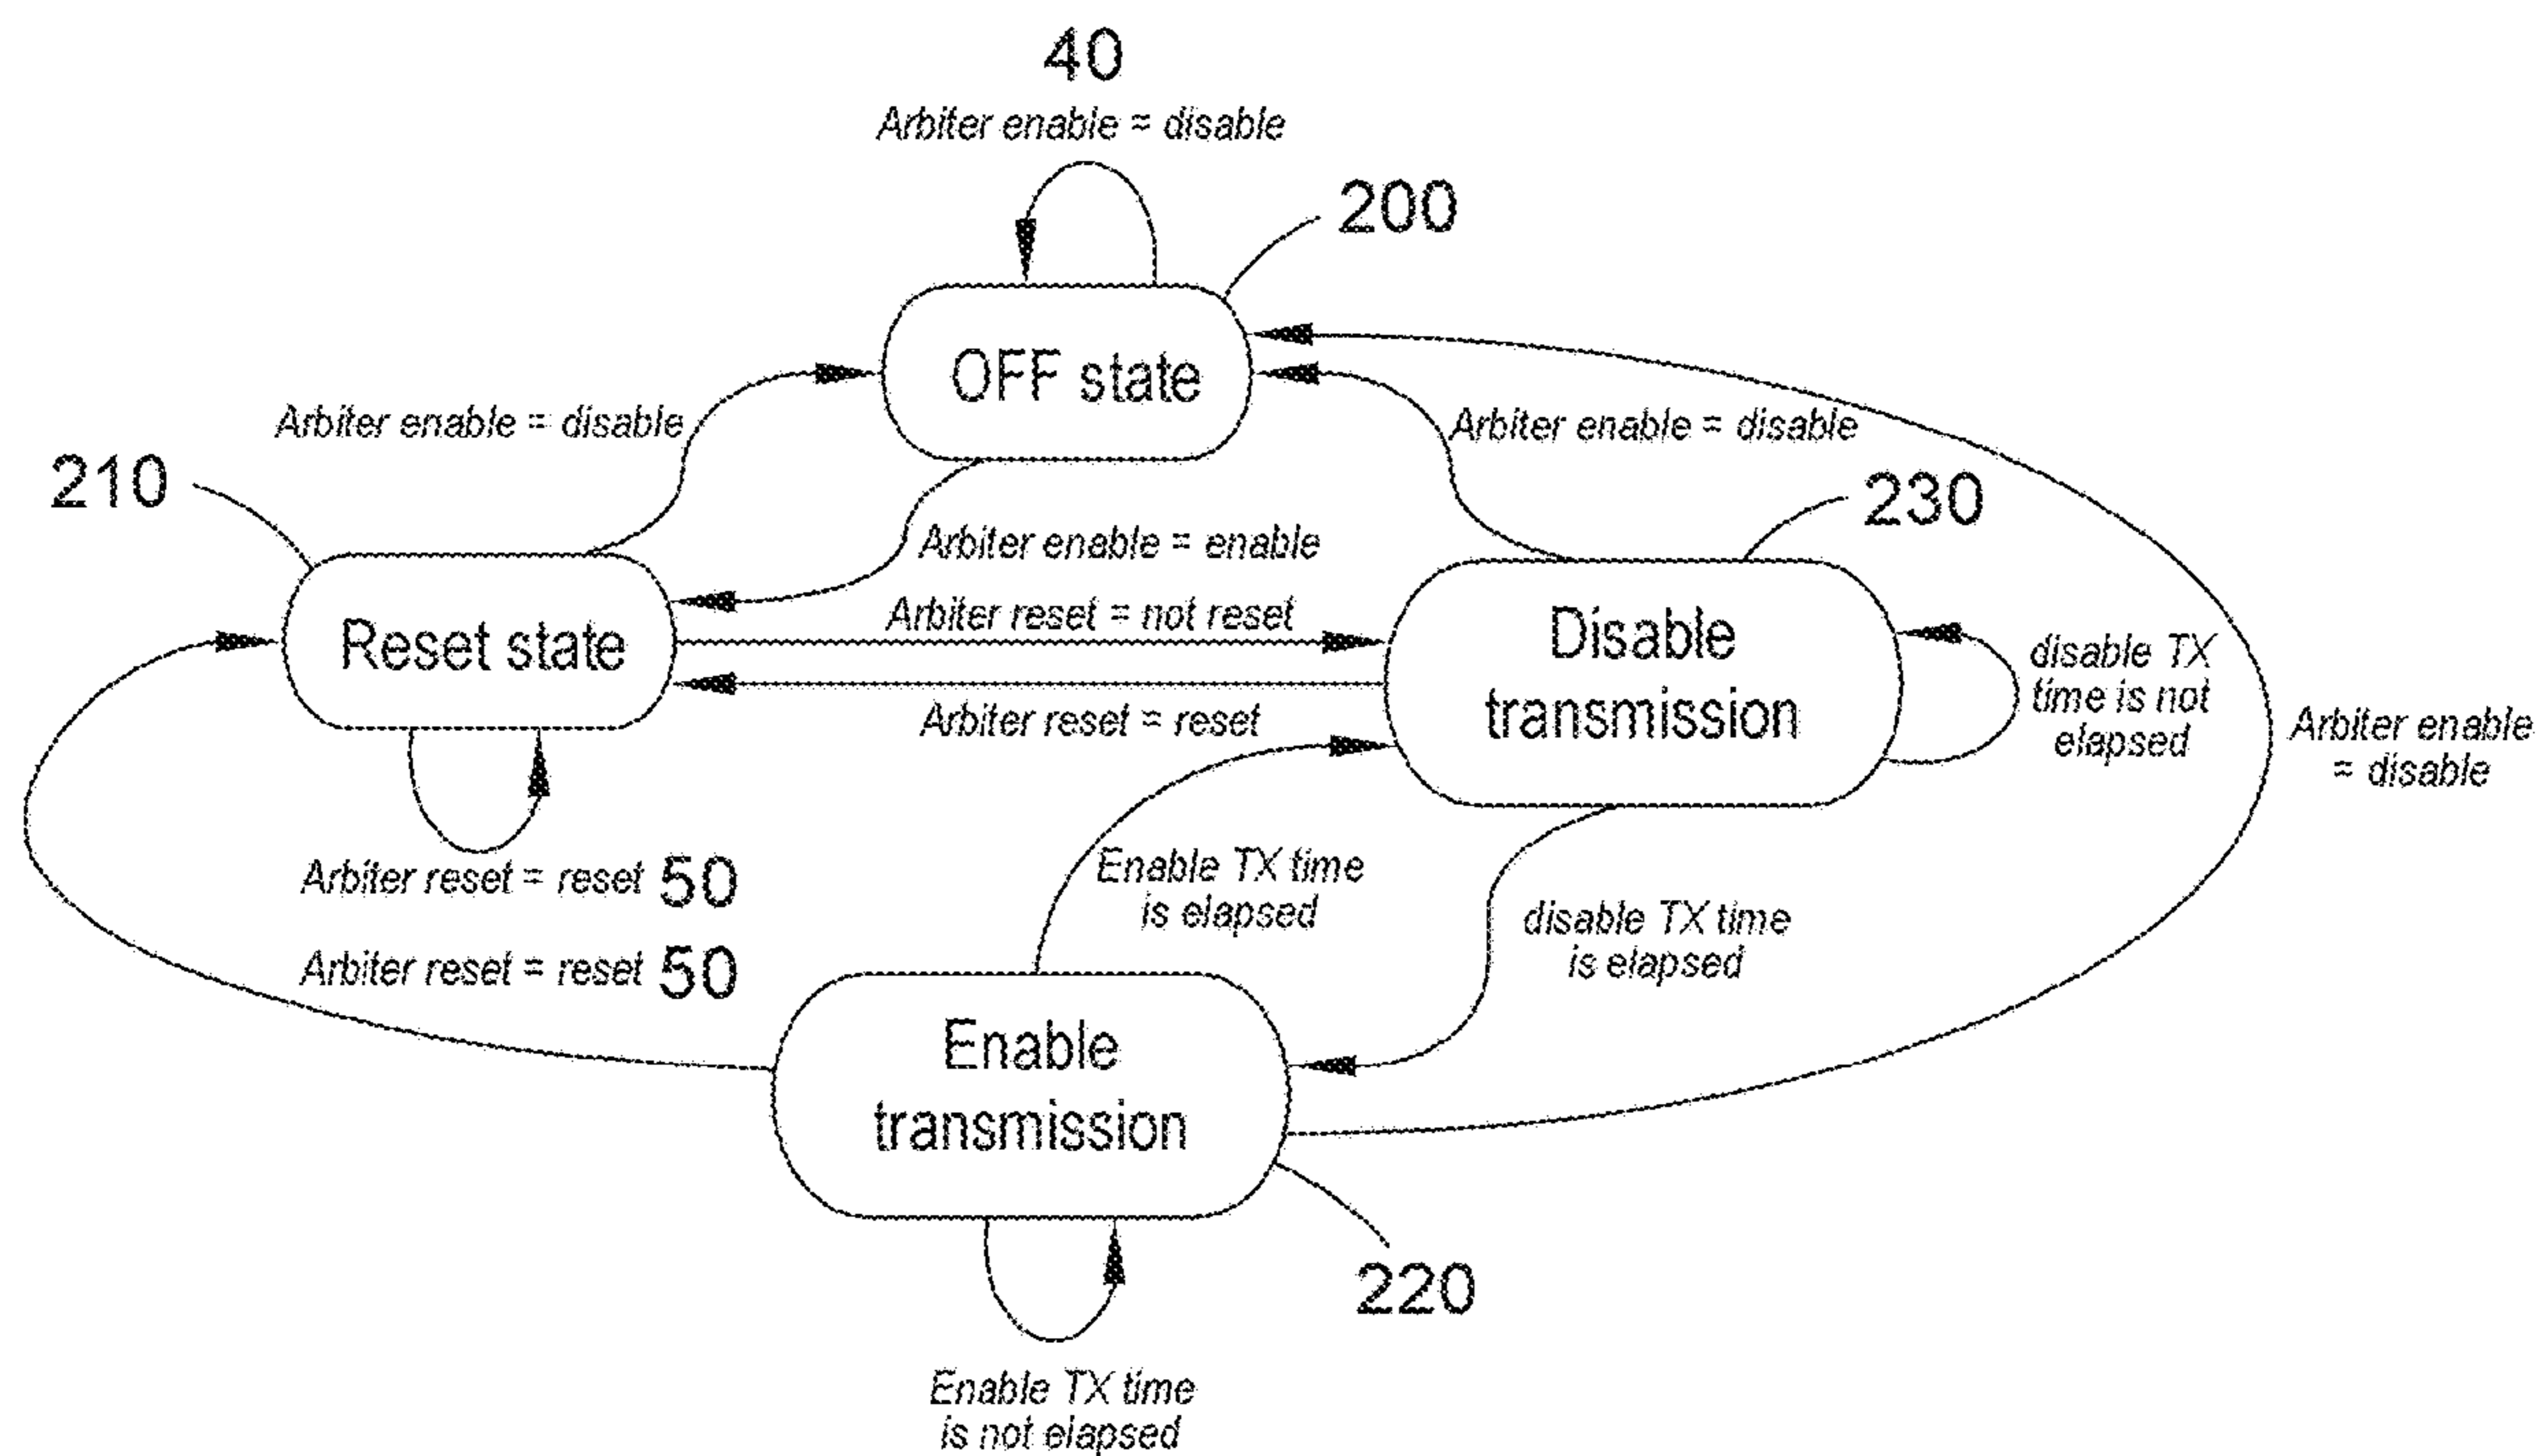 40
Arbiter enable = disable
200
OFF state
Arbiter enable = disable
Arbiter enable = disable
210
230
Arbiter enable = enable
Arbiter reset = not reset
Reset state
Disable
transmission
disable TX
time is not
elapsed
Arbiter enable
= disable
Arbiter reset = reset
Arbiter reset = reset 50
Enable TX time
is elapsed
disable TX time
is elapsed
Arbiter reset = reset 50
Enable
transmission
220
Enable TX time
is not elapsed